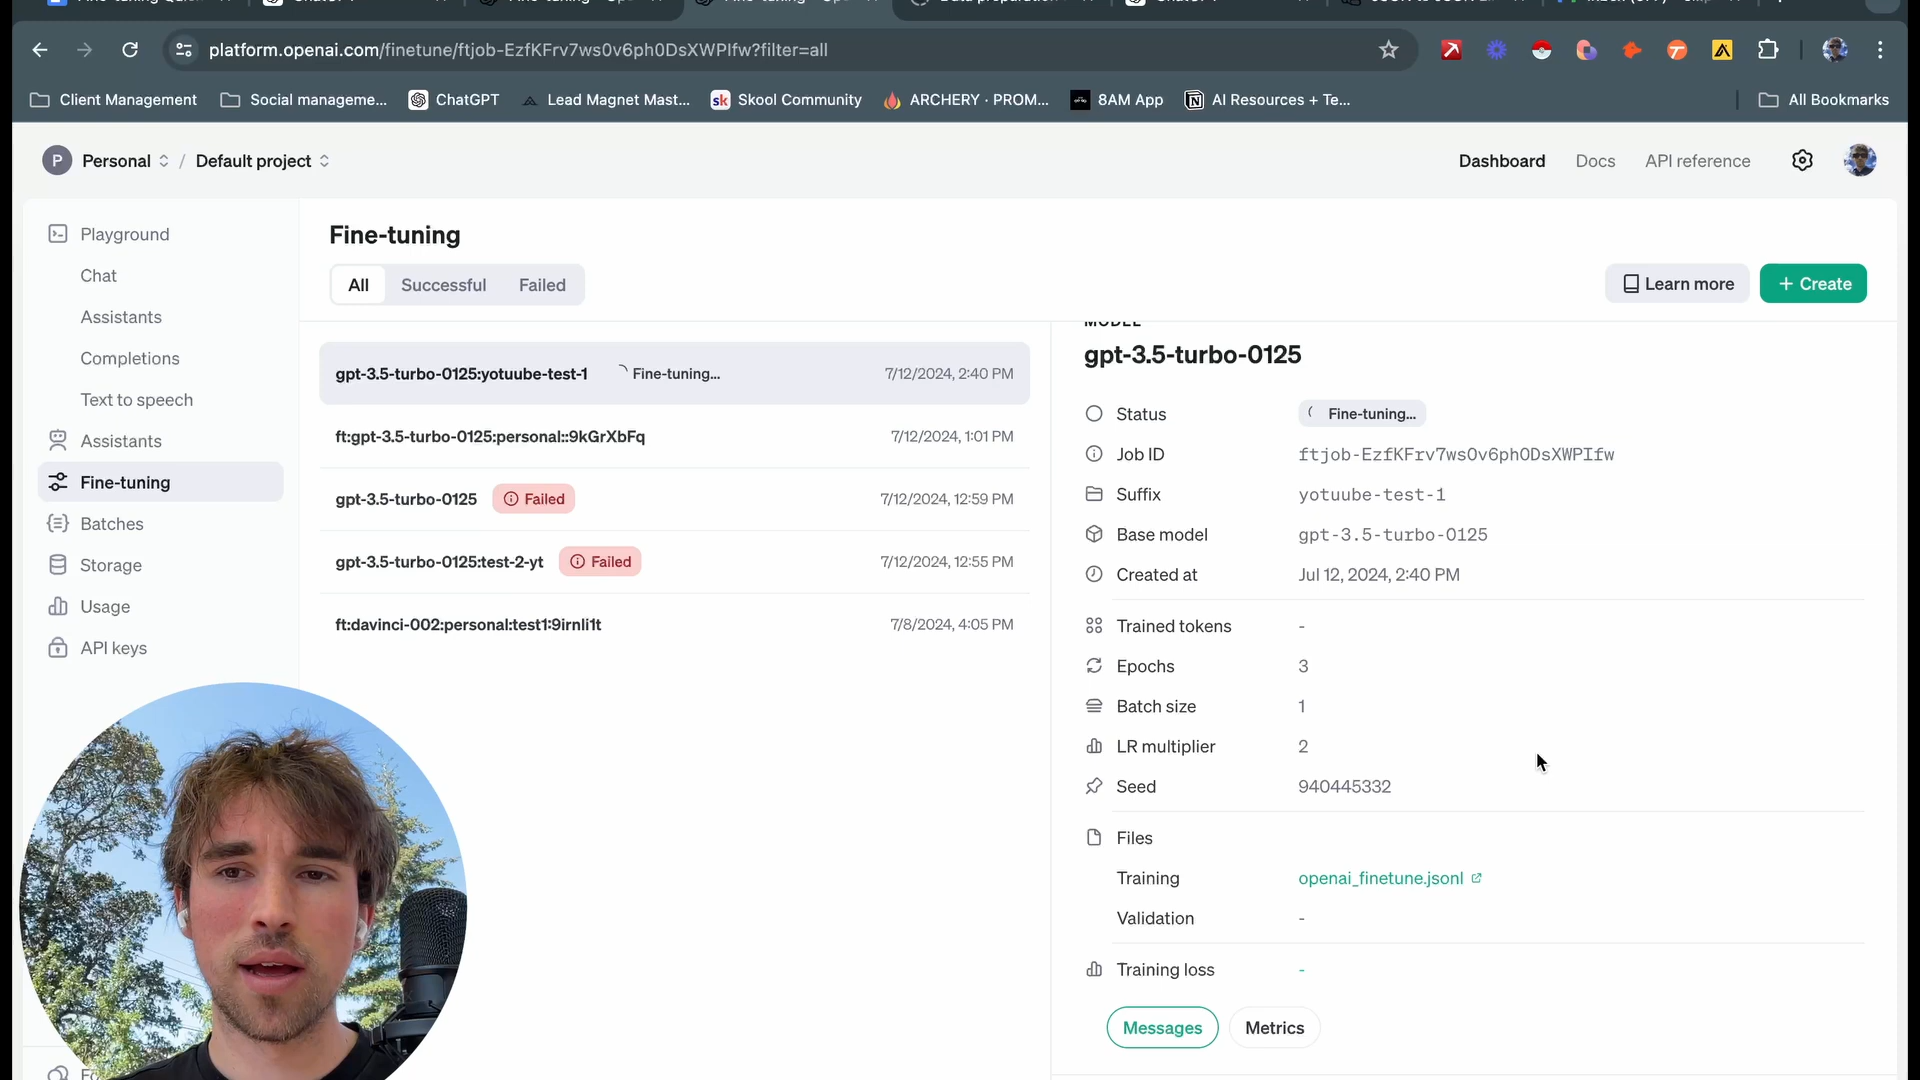 platform.openai.com/finetune/ftjob-EzfKFrv7ws0v6ph0DsXWPIfw?filter=all
Client Management
Social manageme...
ChatGPT
Lead Magnet Mast...
sk Skool Community
ARCHERY · PROM...
8AM App
AI Resources + Te...
All Bookmarks
P Personal / Default project
Dashboard
Docs
API reference
Playground
Chat
Assistants
Completions
Text to speech
Assistants
Fine-tuning
Batches
Storage
Usage
API keys
Fine-tuning
All
Successful
Failed
Learn more
+ Create
gpt-3.5-turbo-0125:yotuube-test-1 Fine-tuning... 7/12/2024, 2:40 PM
ft:gpt-3.5-turbo-0125:personal::9kGrXbFq 7/12/2024, 1:01 PM
gpt-3.5-turbo-0125 Failed 7/12/2024, 12:59 PM
gpt-3.5-turbo-0125:test-2-yt Failed 7/12/2024, 12:55 PM
ft:davinci-002:personal:test1:9irnli1t 7/8/2024, 4:05 PM
MODEL
gpt-3.5-turbo-0125
Status Fine-tuning...
Job ID ftjob-EzfKFrv7wsOv6phODsXWPIfw
Suffix yotuube-test-1
Base model gpt-3.5-turbo-0125
Created at Jul 12, 2024, 2:40 PM
Trained tokens -
Epochs 3
Batch size 1
LR multiplier 2
Seed 940445332
Files
Training openai_finetune.jsonl
Validation -
Training loss -
Messages
Metrics